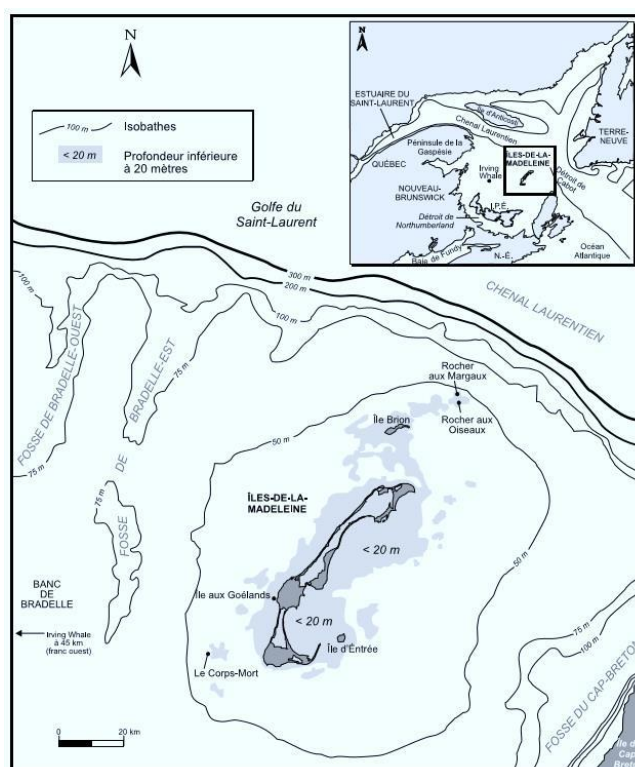 N
100 m
Isobathes
< 20 m
Profondeur inférieure
à 20 mètres
N
ESTUAIRE DU
SAINT-LAURENT
Île d'Anticosti
Chenal Laurentien
TERRE-
NEUVE
Péninsule de la
Gaspésie
QUÉBEC
ÎLES-DE-LA-
MADELEINE
Irving
Whale
Détroit de
Cabot
NOUVEAU-
BRUNSWICK
I.P.É.
Détroit de
Northumberland
Baie de Fundy
N.-É.
Océan
Atlantique
Golfe du
Saint-Laurent
300 m
200 m
100 m
100 m
CHENAL LAURENTIEN
FOSSE DE BRADELLE-OUEST
FOSSE DE BRADELLE-EST
75 m
75 m
75 m
50 m
50 m
Rocher
aux Margaux
Île Brion
Rocher aux
Oiseaux
ÎLES-DE-LA-
MADELEINE
< 20 m
BANC
DE
BRADELLE
Île aux Goélands
< 20 m
Irving Whale
à 45 km
(franc ouest)
Île d'Entrée
Le Corps-Mort
75 m
100 m
FOSSE DU CAP-BRETON
0
20 km